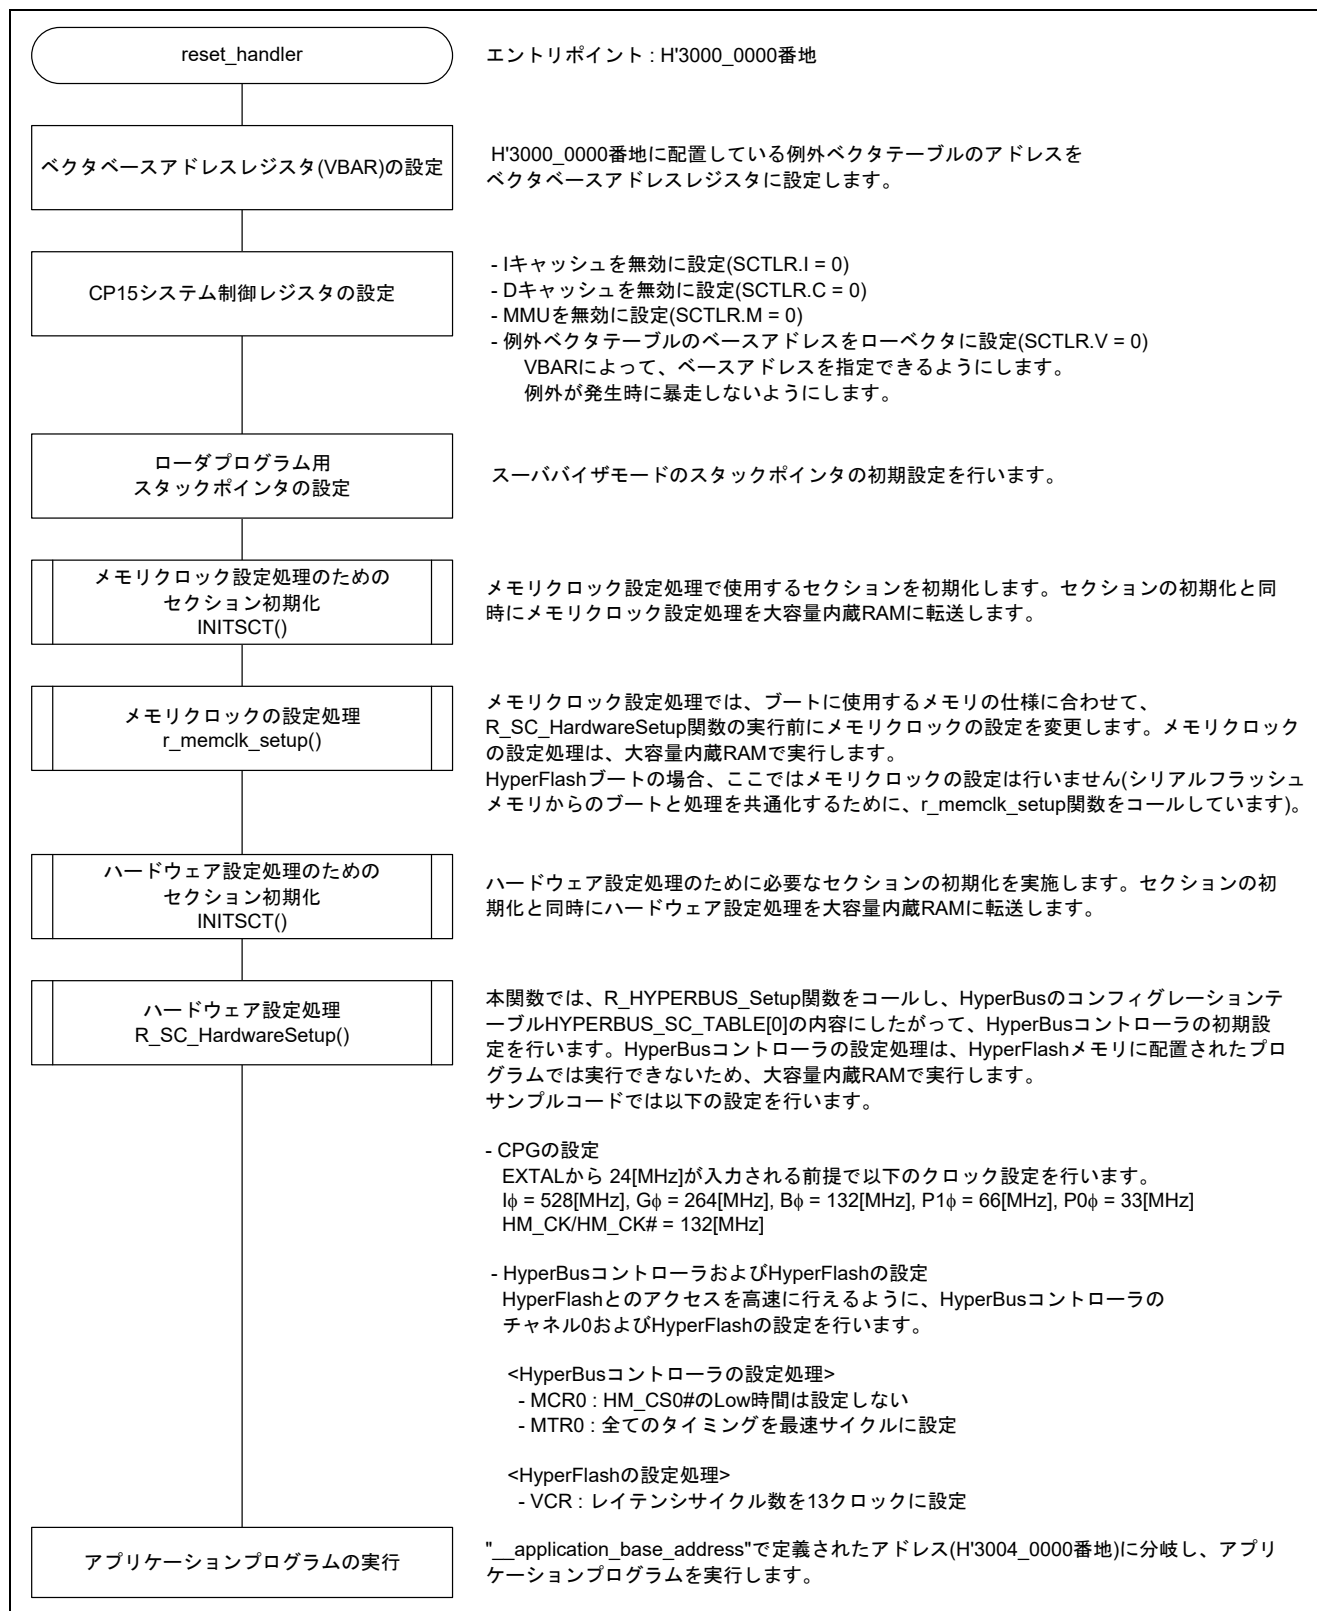 reset_handler
エントリポイント : H'3000_0000番地
ベクタベースアドレスレジスタ(VBAR)の設定
H'3000_0000番地に配置している例外ベクタテーブルのアドレスを
ベクタベースアドレスレジスタに設定します。
CP15システム制御レジスタの設定
- Iキャッシュを無効に設定(SCTLR.I = 0)
- Dキャッシュを無効に設定(SCTLR.C = 0)
- MMUを無効に設定(SCTLR.M = 0)
- 例外ベクタテーブルのベースアドレスをローベクタに設定(SCTLR.V = 0)
VBARによって、ベースアドレスを指定できるようにします。
例外が発生時に暴走しないようにします。
ローダプログラム用
スタックポインタの設定
スーパバイザモードのスタックポインタの初期設定を行います。
メモリクロック設定処理のための
セクション初期化
INITSCT()
メモリクロック設定処理で使用するセクションを初期化します。セクションの初期化と同
時にメモリクロック設定処理を大容量内蔵RAMに転送します。
メモリクロックの設定処理
r_memclk_setup()
メモリクロック設定処理では、ブートに使用するメモリの仕様に合わせて、
R_SC_HardwareSetup関数の実行前にメモリクロックの設定を変更します。メモリクロック
の設定処理は、大容量内蔵RAMで実行します。
HyperFlashブートの場合、ここではメモリクロックの設定は行いません(シリアルフラッシュ
メモリからのブートと処理を共通化するために、r_memclk_setup関数をコールしています)。
ハードウェア設定処理のための
セクション初期化
INITSCT()
ハードウェア設定処理のために必要なセクションの初期化を実施します。セクションの初
期化と同時にハードウェア設定処理を大容量内蔵RAMに転送します。
ハードウェア設定処理
R_SC_HardwareSetup()
本関数では、R_HYPERBUS_Setup関数をコールし、HyperBusのコンフィグレーションテ
ーブルHYPERBUS_SC_TABLE[0]の内容にしたがって、HyperBusコントローラの初期設
定を行います。HyperBusコントローラの設定処理は、HyperFlashメモリに配置されたプロ
グラムでは実行できないため、大容量内蔵RAMで実行します。
サンプルコードでは以下の設定を行います。
- CPGの設定
EXTALから 24[MHz]が入力される前提で以下のクロック設定を行います。
Iφ = 528[MHz], Gφ = 264[MHz], Bφ = 132[MHz], P1φ = 66[MHz], P0φ = 33[MHz]
HM_CK/HM_CK# = 132[MHz]
- HyperBusコントローラおよびHyperFlashの設定
HyperFlashとのアクセスを高速に行えるように、HyperBusコントローラの
チャネル0およびHyperFlashの設定を行います。
<HyperBusコントローラの設定処理>
- MCR0 : HM_CS0#のLow時間は設定しない
- MTR0 : 全てのタイミングを最速サイクルに設定
<HyperFlashの設定処理>
- VCR : レイテンシサイクル数を13クロックに設定
アプリケーションプログラムの実行
"__application_base_address"で定義されたアドレス(H'3004_0000番地)に分岐し、アプリ
ケーションプログラムを実行します。